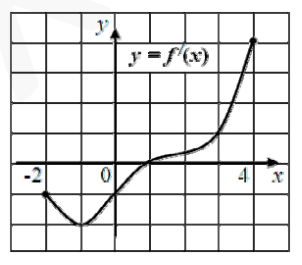 y
y = f'(x)
-2 0 4 x